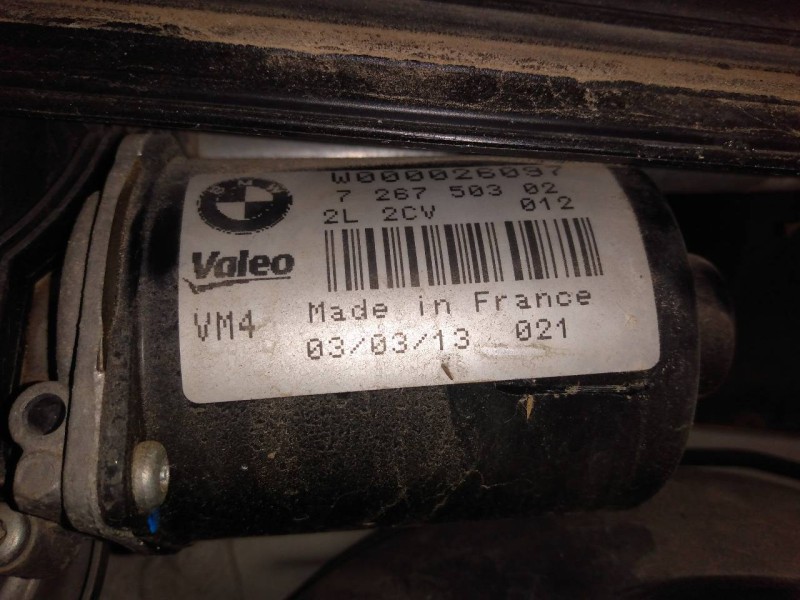 W000026097
7 267 503 02
2L 2CV 012
BMW
Valeo
Made in France
VM4
03/03/13 021